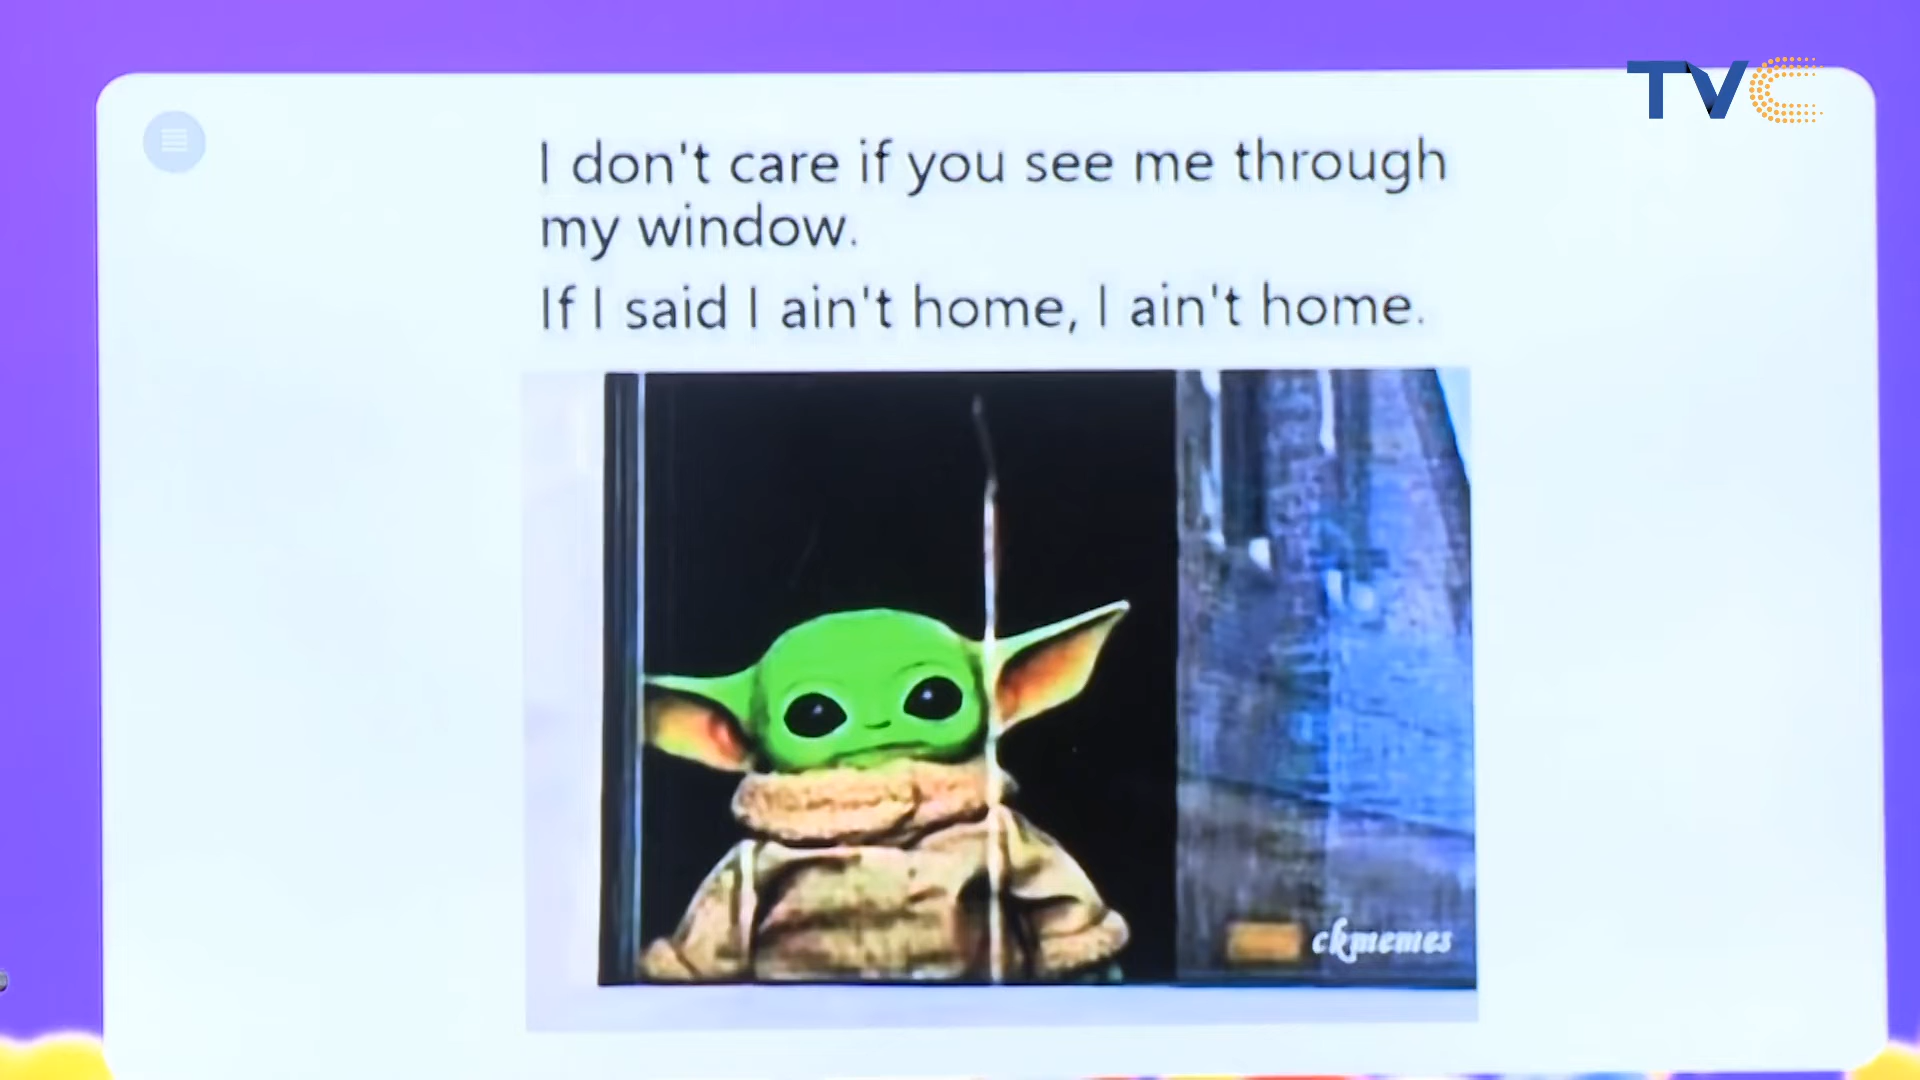 TVC
I don't care if you see me through
my window.
If I said I ain't home, I ain't home.
ckmemes